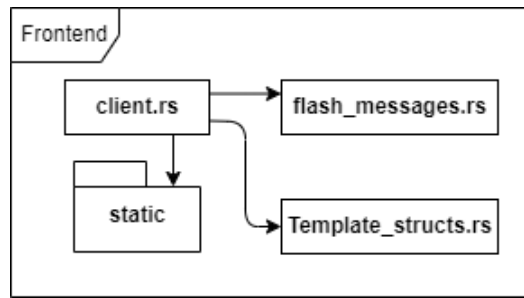 Frontend
client.rs
flash_messages.rs
static
Template_structs.rs